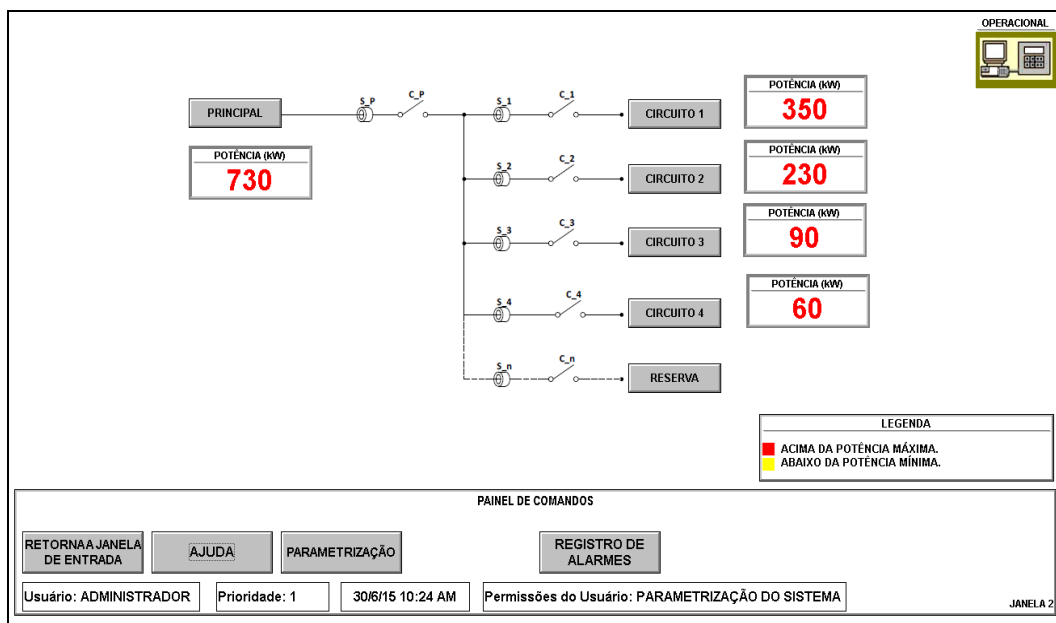 OPERACIONAL
S_P
C_P
S_1
C_1
POTÊNCIA (kW)
350
PRINCIPAL
CIRCUITO 1
POTÊNCIA (kW)
730
S_2
C_2
CIRCUITO 2
POTÊNCIA (kW)
230
S_3
C_3
CIRCUITO 3
POTÊNCIA (kW)
90
S_4
C_4
CIRCUITO 4
POTÊNCIA (kW)
60
S_n
C_n
RESERVA
LEGENDA
ACIMA DA POTÊNCIA MÁXIMA.
ABAIXO DA POTÊNCIA MÍNIMA.
PAINEL DE COMANDOS
RETORNA A JANELA
DE ENTRADA
AJUDA
PARAMETRIZAÇÃO
REGISTRO DE
ALARMES
Usuário: ADMINISTRADOR
Prioridade: 1
30/6/15 10:24 AM
Permissões do Usuário: PARAMETRIZAÇÃO DO SISTEMA
JANELA 2